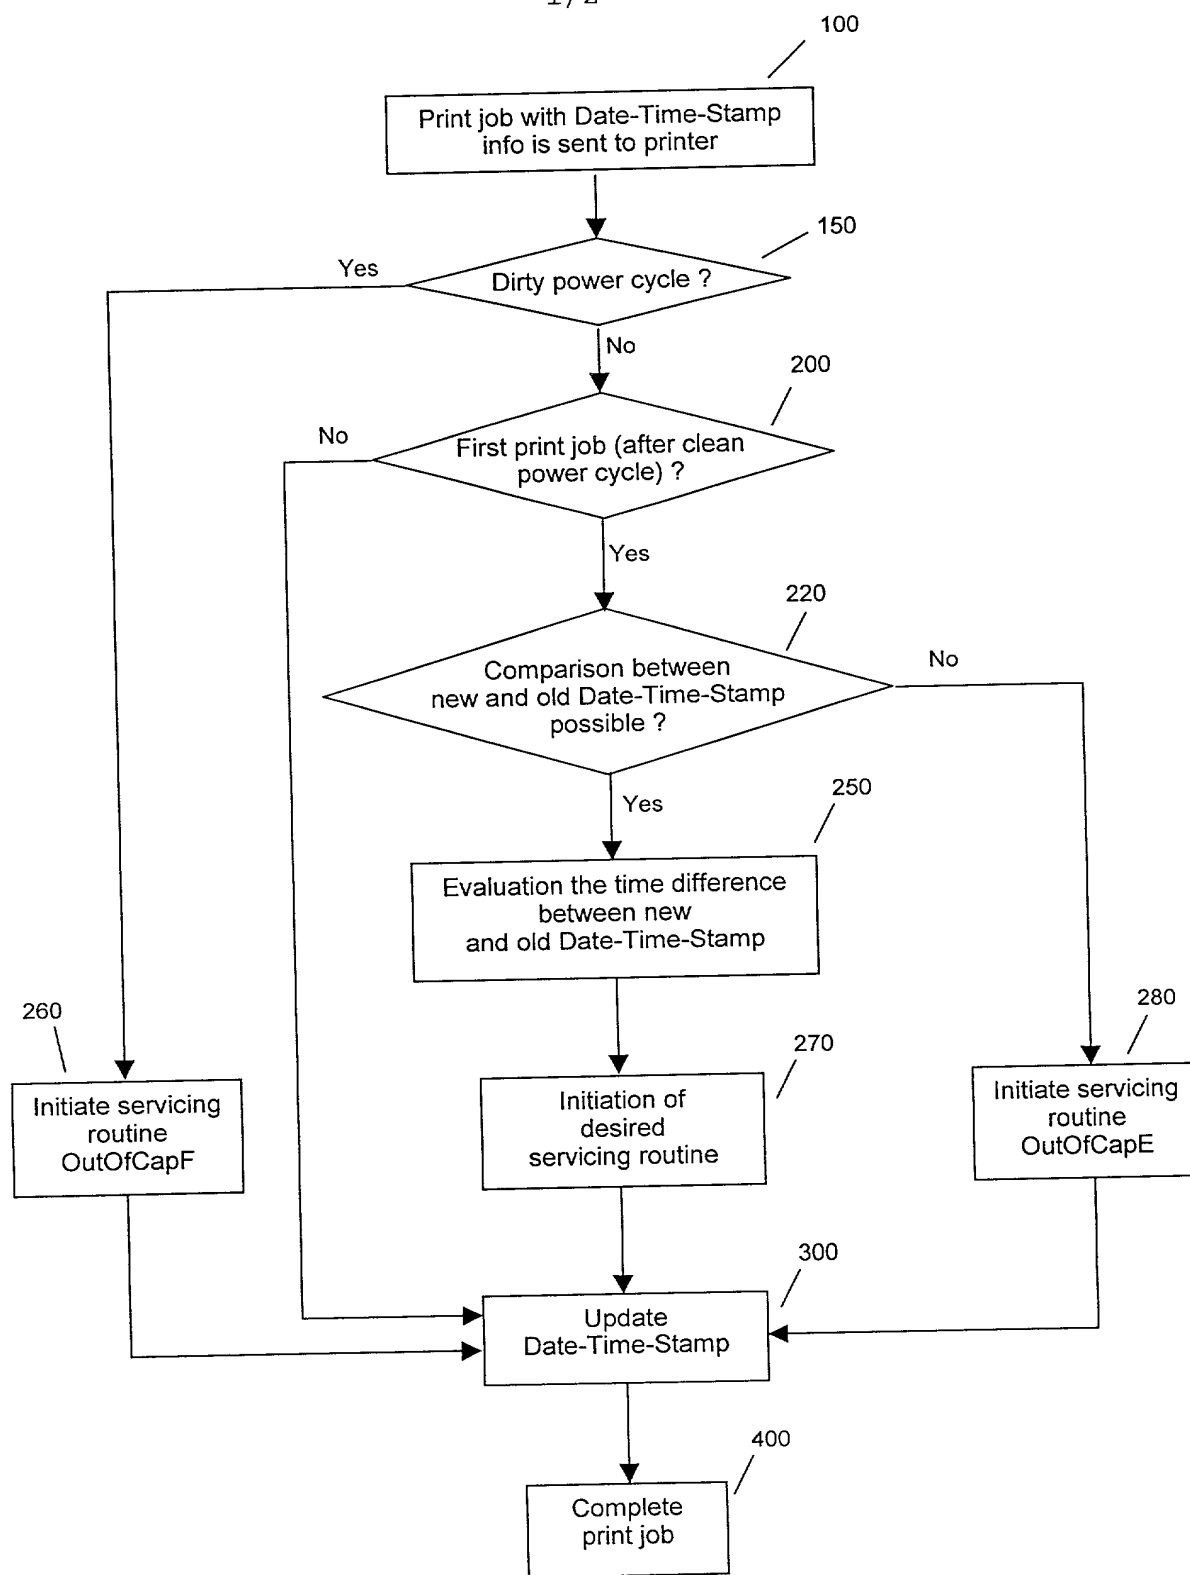 1/2
100
Print job with Date-Time-Stamp
info is sent to printer
150
Yes
Dirty power cycle ?
No
200
No
First print job (after clean
power cycle) ?
Yes
220
Comparison between
new and old Date-Time-Stamp
possible ?
No
Yes
250
Evaluation the time difference
between new
and old Date-Time-Stamp
260
Initiate servicing
routine
OutOfCapF
270
Initiation of
desired
servicing routine
280
Initiate servicing
routine
OutOfCapE
300
Update
Date-Time-Stamp
400
Complete
print job